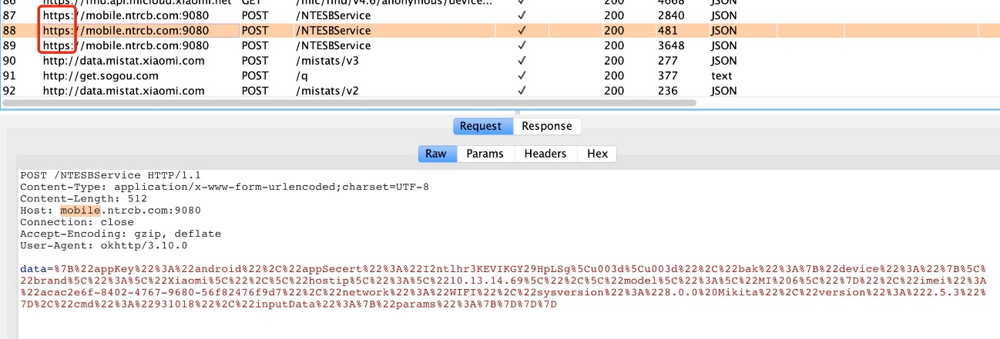 86 https://find.api.micloud.xiaomi.net GET /mic/find/v4.6/anonymous/device... 200 4668 JSON
87 https://mobile.ntrcb.com:9080 POST /NTESBService ✓ 200 2840 JSON
88 https://mobile.ntrcb.com:9080 POST /NTESBService ✓ 200 481 JSON
89 https://mobile.ntrcb.com:9080 POST /NTESBService ✓ 200 3648 JSON
90 http://data.mistat.xiaomi.com POST /mistats/v3 ✓ 200 277 JSON
91 http://get.sogou.com POST /q ✓ 200 377 text
92 http://data.mistat.xiaomi.com POST /mistats/v2 ✓ 200 236 JSON
Request Response
Raw Params Headers Hex
POST /NTESBService HTTP/1.1
Content-Type: application/x-www-form-urlencoded;charset=UTF-8
Content-Length: 512
Host: mobile.ntrcb.com:9080
Connection: close
Accept-Encoding: gzip, deflate
User-Agent: okhttp/3.10.0
data=%7B%22appKey%22%3A%22android%22%2C%22appSecert%22%3A%22I2ntlhr3KEVIKGY29HpLSg%5Cu003d%5Cu003d%22%2C%22bak%22%3A%7B%22device%22%3A%22%7B%5C%
22brand%5C%22%3A%5C%22Xiaomi%5C%22%2C%5C%22hostip%5C%22%3A%5C%2210.13.14.69%5C%22%2C%5C%22model%5C%22%3A%5C%22MI%206%5C%22%7D%22%2C%22imei%22%3A
%22acac2e6f-8402-4767-9680-56f82476f9d7%22%2C%22network%22%3A%22WIFI%22%2C%22sysversion%22%3A%228.0.0%20Mikita%22%2C%22version%22%3A%222.5.3%22%
7D%2C%22cmd%22%3A%22931018%22%2C%22inputData%22%3A%7B%22params%22%3A%7B%7D%7D%7D